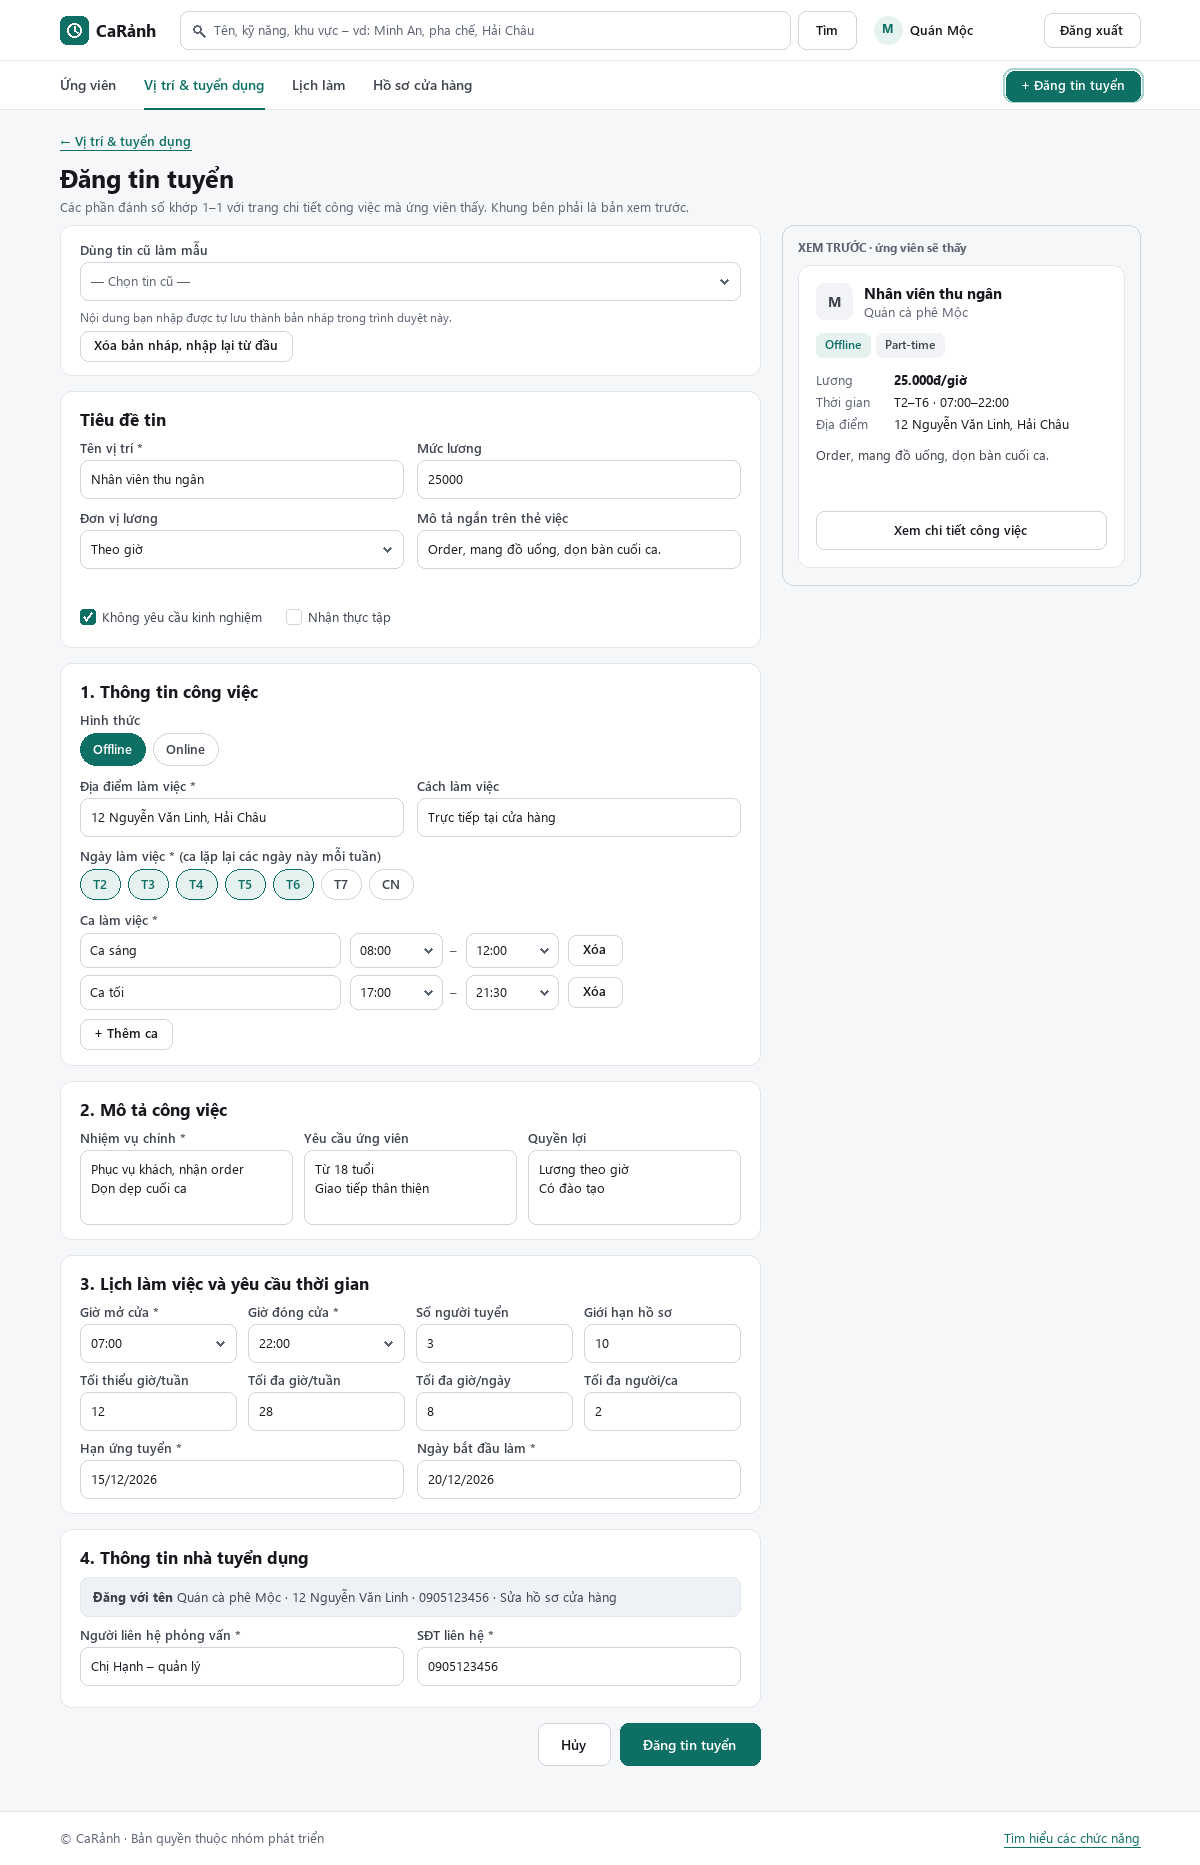 CaRảnh
Tên, kỹ năng, khu vực – vd: Minh An, pha chế, Hải Châu
Tìm
M
Quán Mộc
Đăng xuất
Ứng viên
Vị trí & tuyển dụng
Lịch làm
Hồ sơ cửa hàng
+ Đăng tin tuyển
← Vị trí & tuyển dụng
Đăng tin tuyển
Các phần đánh số khớp 1–1 với trang chi tiết công việc mà ứng viên thấy. Khung bên phải là bản xem trước.
Dùng tin cũ làm mẫu
— Chọn tin cũ —
Nội dung bạn nhập được tự lưu thành bản nháp trong trình duyệt này.
Xóa bản nháp, nhập lại từ đầu
Tiêu đề tin
Tên vị trí *
Mức lương
Nhân viên thu ngân
25000
Đơn vị lương
Mô tả ngắn trên thẻ việc
Theo giờ
Order, mang đồ uống, dọn bàn cuối ca.
Không yêu cầu kinh nghiệm
Nhận thực tập
1. Thông tin công việc
Hình thức
Offline
Online
Địa điểm làm việc *
Cách làm việc
12 Nguyễn Văn Linh, Hải Châu
Trực tiếp tại cửa hàng
Ngày làm việc * (ca lặp lại các ngày này mỗi tuần)
T2
T3
T4
T5
T6
T7
CN
Ca làm việc *
Ca sáng
08:00
–
12:00
Xóa
Ca tối
17:00
–
21:30
Xóa
+ Thêm ca
2. Mô tả công việc
Nhiệm vụ chính *
Yêu cầu ứng viên
Quyền lợi
Phục vụ khách, nhận order
Dọn dẹp cuối ca
Từ 18 tuổi
Giao tiếp thân thiện
Lương theo giờ
Có đào tạo
3. Lịch làm việc và yêu cầu thời gian
Giờ mở cửa *
Giờ đóng cửa *
Số người tuyển
Giới hạn hồ sơ
07:00
22:00
3
10
Tối thiểu giờ/tuần
Tối đa giờ/tuần
Tối đa giờ/ngày
Tối đa người/ca
12
28
8
2
Hạn ứng tuyển *
Ngày bắt đầu làm *
15/12/2026
20/12/2026
4. Thông tin nhà tuyển dụng
Đăng với tên Quán cà phê Mộc · 12 Nguyễn Văn Linh · 0905123456 · Sửa hồ sơ cửa hàng
Người liên hệ phỏng vấn *
SĐT liên hệ *
Chị Hạnh – quản lý
0905123456
Hủy
Đăng tin tuyển
XEM TRƯỚC · ứng viên sẽ thấy
M
Nhân viên thu ngân
Quán cà phê Mộc
Offline
Part-time
Lương
25.000đ/giờ
Thời gian
T2–T6 · 07:00–22:00
Địa điểm
12 Nguyễn Văn Linh, Hải Châu
Order, mang đồ uống, dọn bàn cuối ca.
Xem chi tiết công việc
© CaRảnh · Bản quyền thuộc nhóm phát triển
Tìm hiểu các chức năng